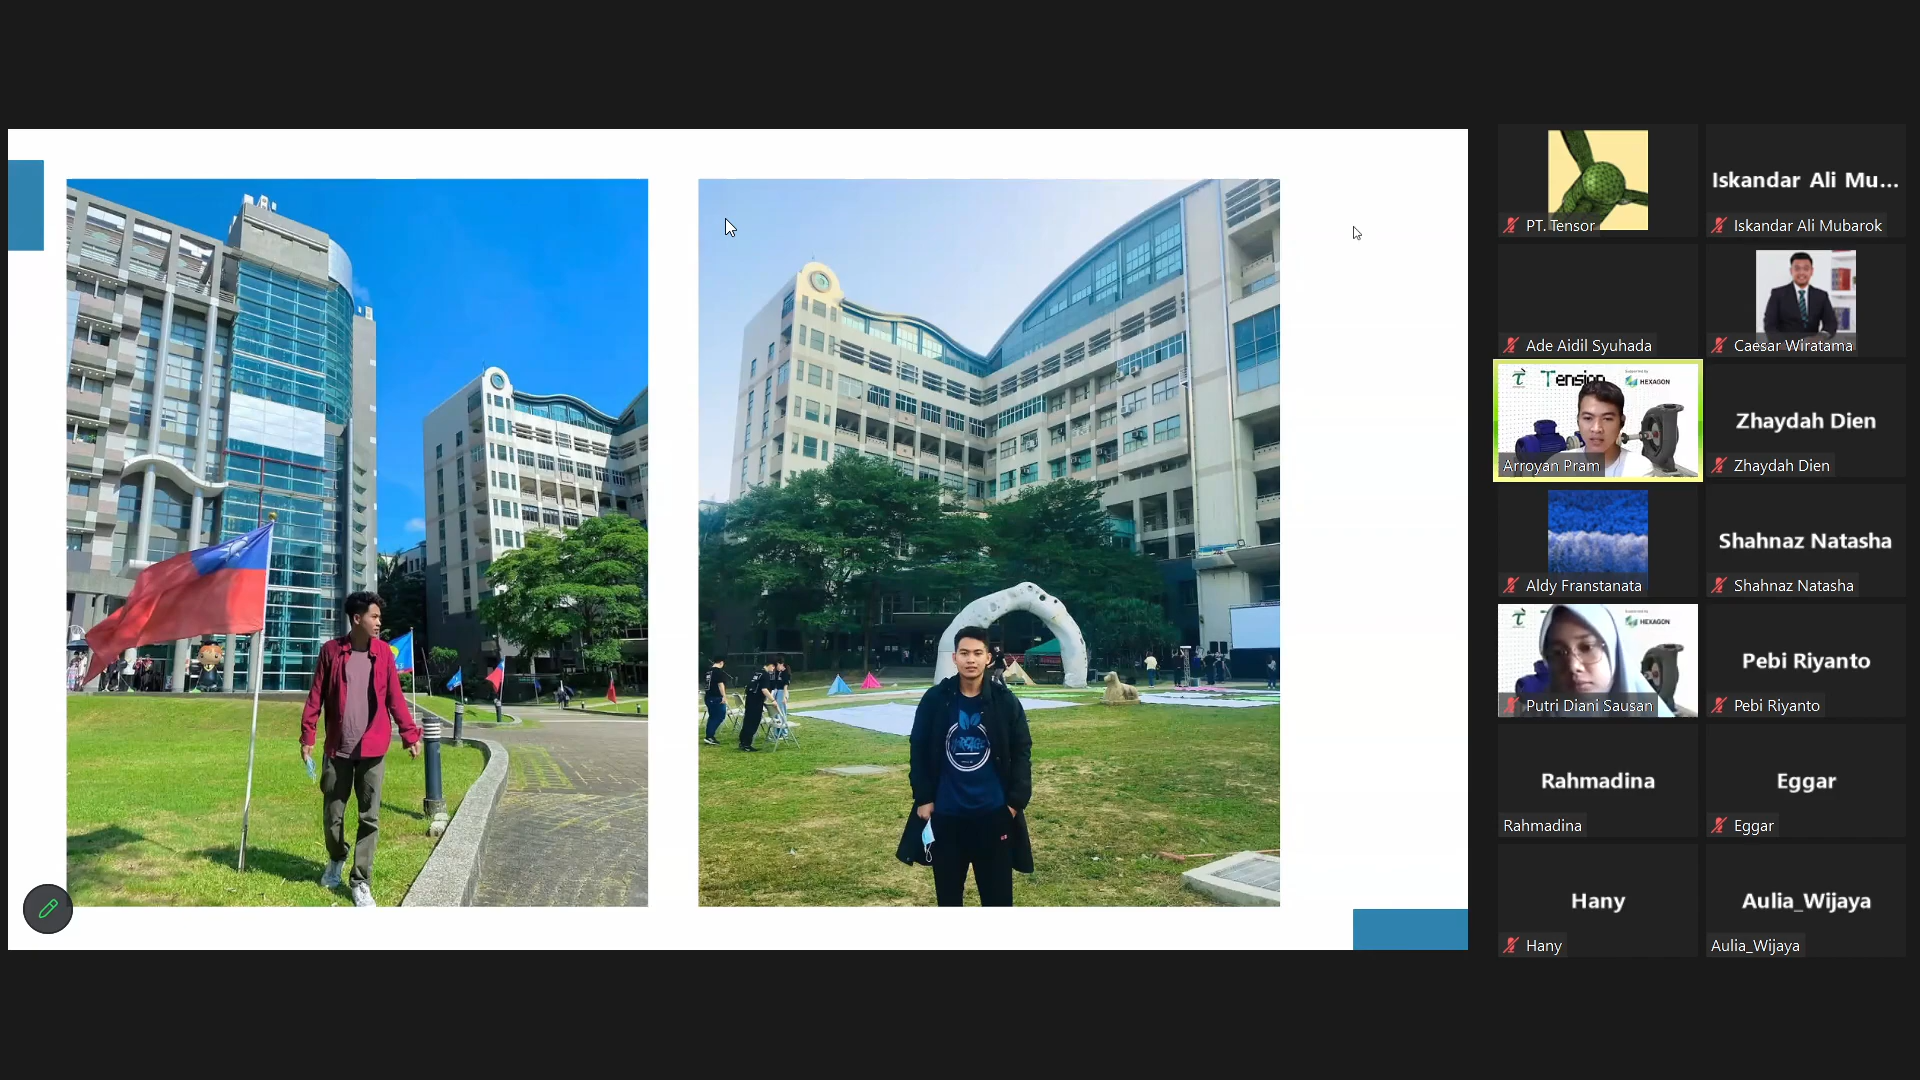 PT. Tensor
Iskandar Ali Mu...
Iskandar Ali Mubarok
Ade Aidil Syuhada
Caesar Wiratama
Tension
HEXAGON
Arroyan Pram
Zhaydah Dien
Zhaydah Dien
Aldy Franstanata
Shahnaz Natasha
Shahnaz Natasha
HEXAGON
Putri Diani Sausan
Pebi Riyanto
Pebi Riyanto
Rahmadina
Rahmadina
Eggar
Eggar
Hany
Hany
Aulia_Wijaya
Aulia_Wijaya